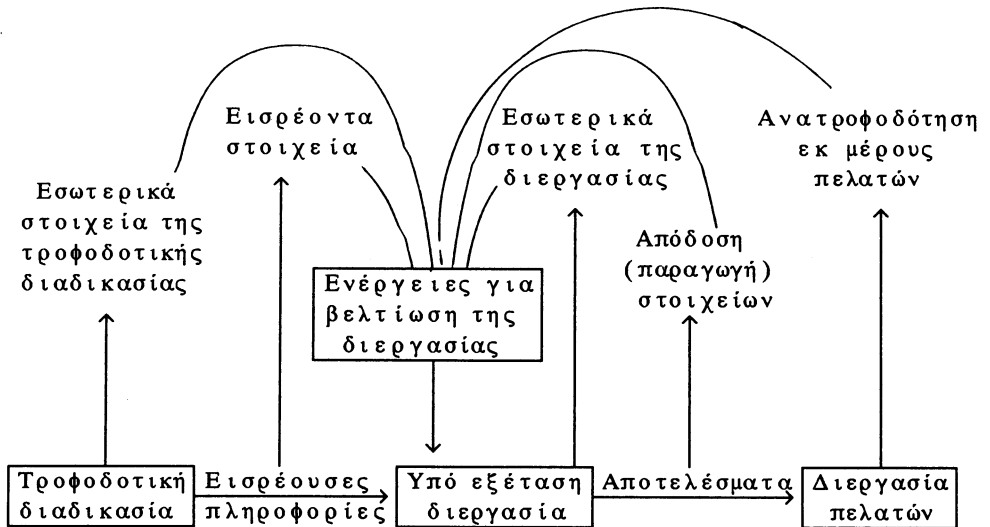 Εισρέοντα
στοιχεία
Εσωτερικά
στοιχεία της
διεργασίας
Ανατροφοδότηση
εκ μέρους
πελατών
Εσωτερικά
στοιχεία της
τροφοδοτικής
διαδικασίας
Απόδοση
(παραγωγή)
στοιχείων
Ενέργειες για
βελτίωση της
διεργασίας
Τροφοδοτική
διαδικασία
Εισρέουσες
πληροφορίες
Υπό εξέταση
διεργασία
Αποτελέσματα
Διεργασία
πελατών